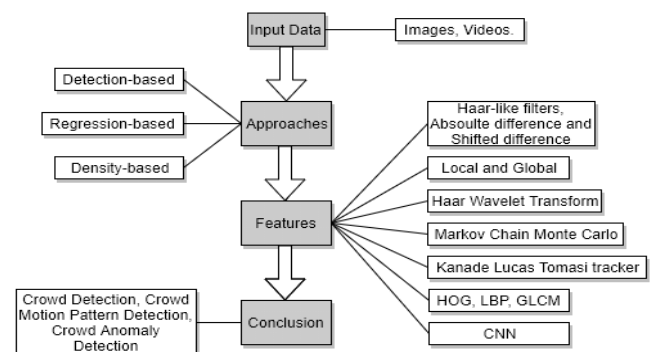 Input Data
Images, Videos.
Detection-based
Regression-based
Density-based
Approaches
Haar-like filters,
Absoulte difference and
Shifted difference
Local and Global
Haar Wavelet Transform
Features
Markov Chain Monte Carlo
Kanade Lucas Tomasi tracker
HOG, LBP, GLCM
CNN
Crowd Detection, Crowd
Motion Pattern Detection,
Crowd Anomaly
Detection
Conclusion